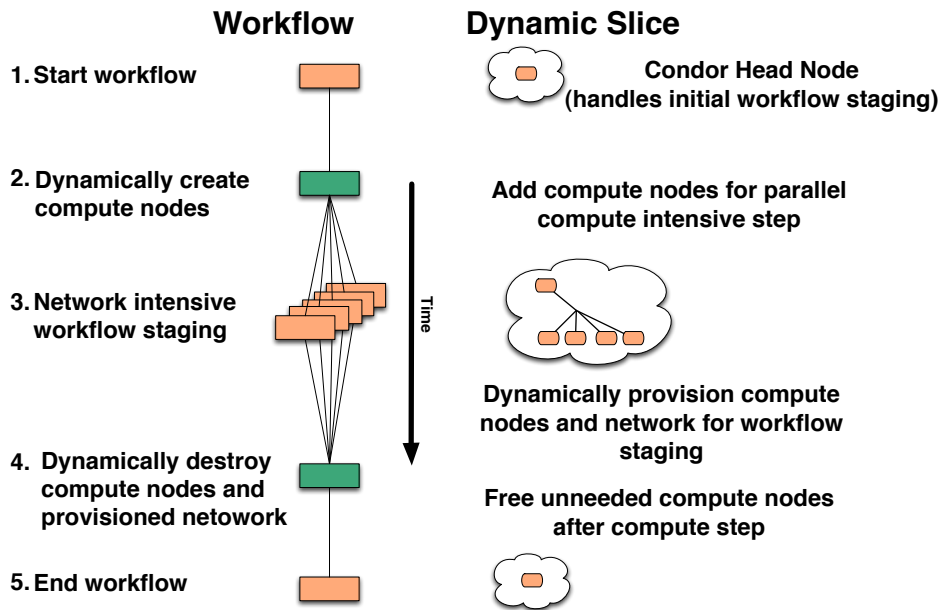 Workflow
Dynamic Slice
1. Start workflow
Condor Head Node
(handles initial workflow staging)
2. Dynamically create
compute nodes
Add compute nodes for parallel
compute intensive step
3. Network intensive
workflow staging
Time
Dynamically provision compute
nodes and network for workflow
staging
4. Dynamically destroy
compute nodes and
provisioned netowork
Free unneeded compute nodes
after compute step
5. End workflow